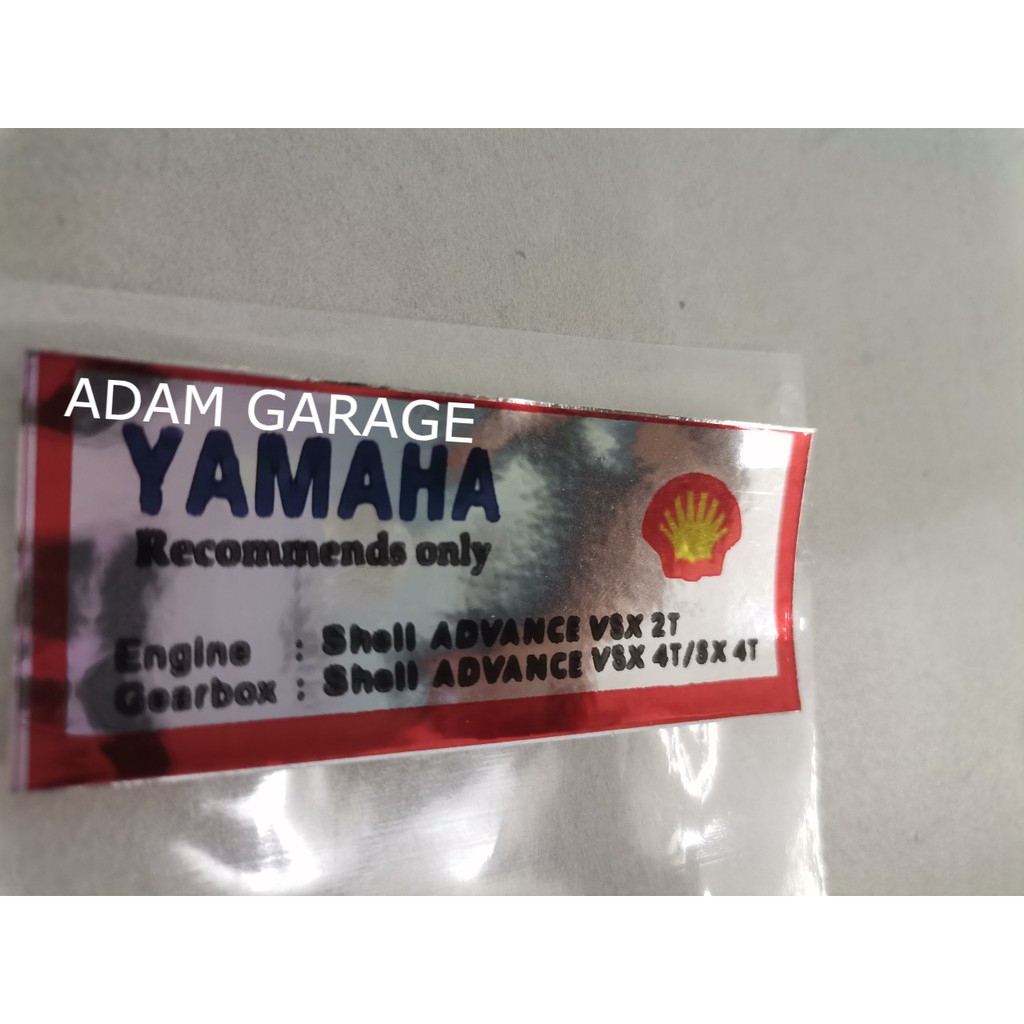 ADAM GARAGE
YAMAHA
Recommends only
Engine : Shell ADVANCE VSX 2T
Gearbox : Shell ADVANCE VSX 4T/SX 4T